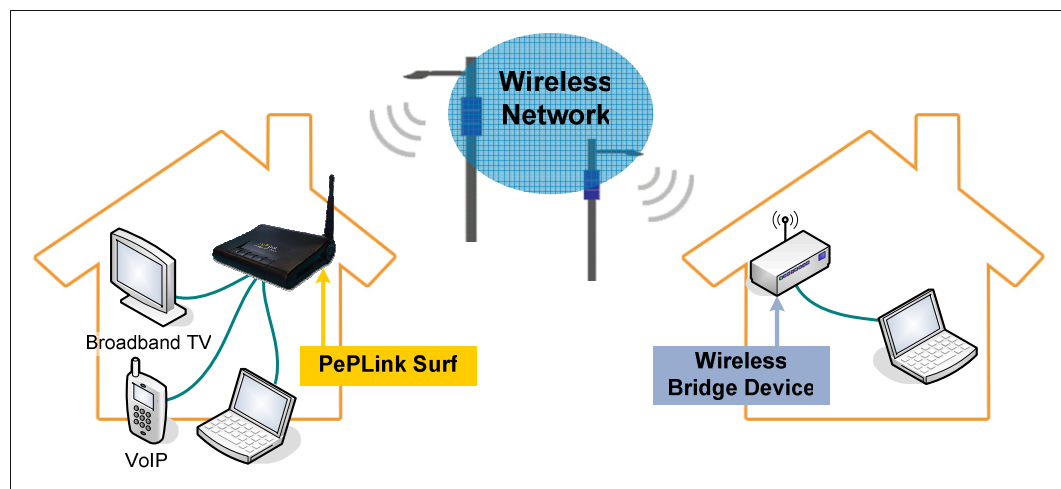 Wireless
Network
Broadband TV
PePLink Surf
VoIP
Wireless
Bridge Device